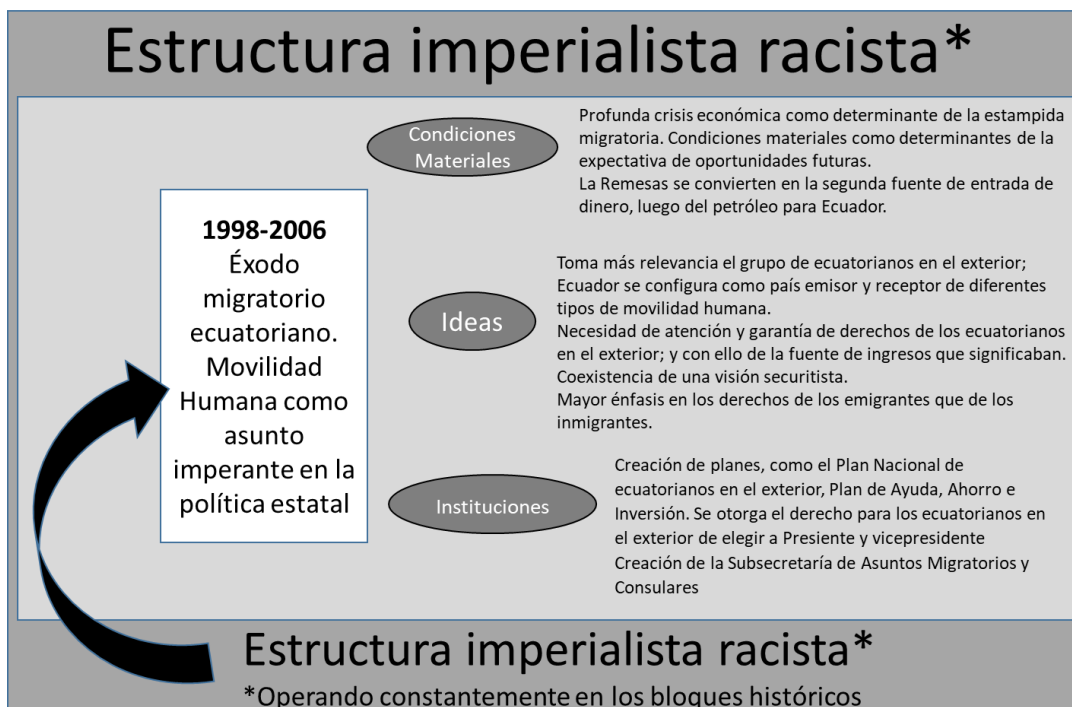 Estructura imperialista racista*
Condiciones
Materiales
Profunda crisis económica como determinante de la estampida
migratoria. Condiciones materiales como determinantes de la
expectativa de oportunidades futuras.
La Remesas se convierten en la segunda fuente de entrada de
dinero, luego del petróleo para Ecuador.
1998-2006
Éxodo
migratorio
ecuatoriano.
Movilidad
Humana como
asunto
imperante en la
política estatal
Ideas
Toma más relevancia el grupo de ecuatorianos en el exterior;
Ecuador se configura como país emisor y receptor de diferentes
tipos de movilidad humana.
Necesidad de atención y garantía de derechos de los ecuatorianos
en el exterior; y con ello de la fuente de ingresos que significaban.
Coexistencia de una visión securitista.
Mayor énfasis en los derechos de los emigrantes que de los
inmigrantes.
Instituciones
Creación de planes, como el Plan Nacional de
ecuatorianos en el exterior, Plan de Ayuda, Ahorro e
Inversión. Se otorga el derecho para los ecuatorianos en
el exterior de elegir a Presiente y vicepresidente
Creación de la Subsecretaría de Asuntos Migratorios y
Consulares
Estructura imperialista racista*
*Operando constantemente en los bloques históricos